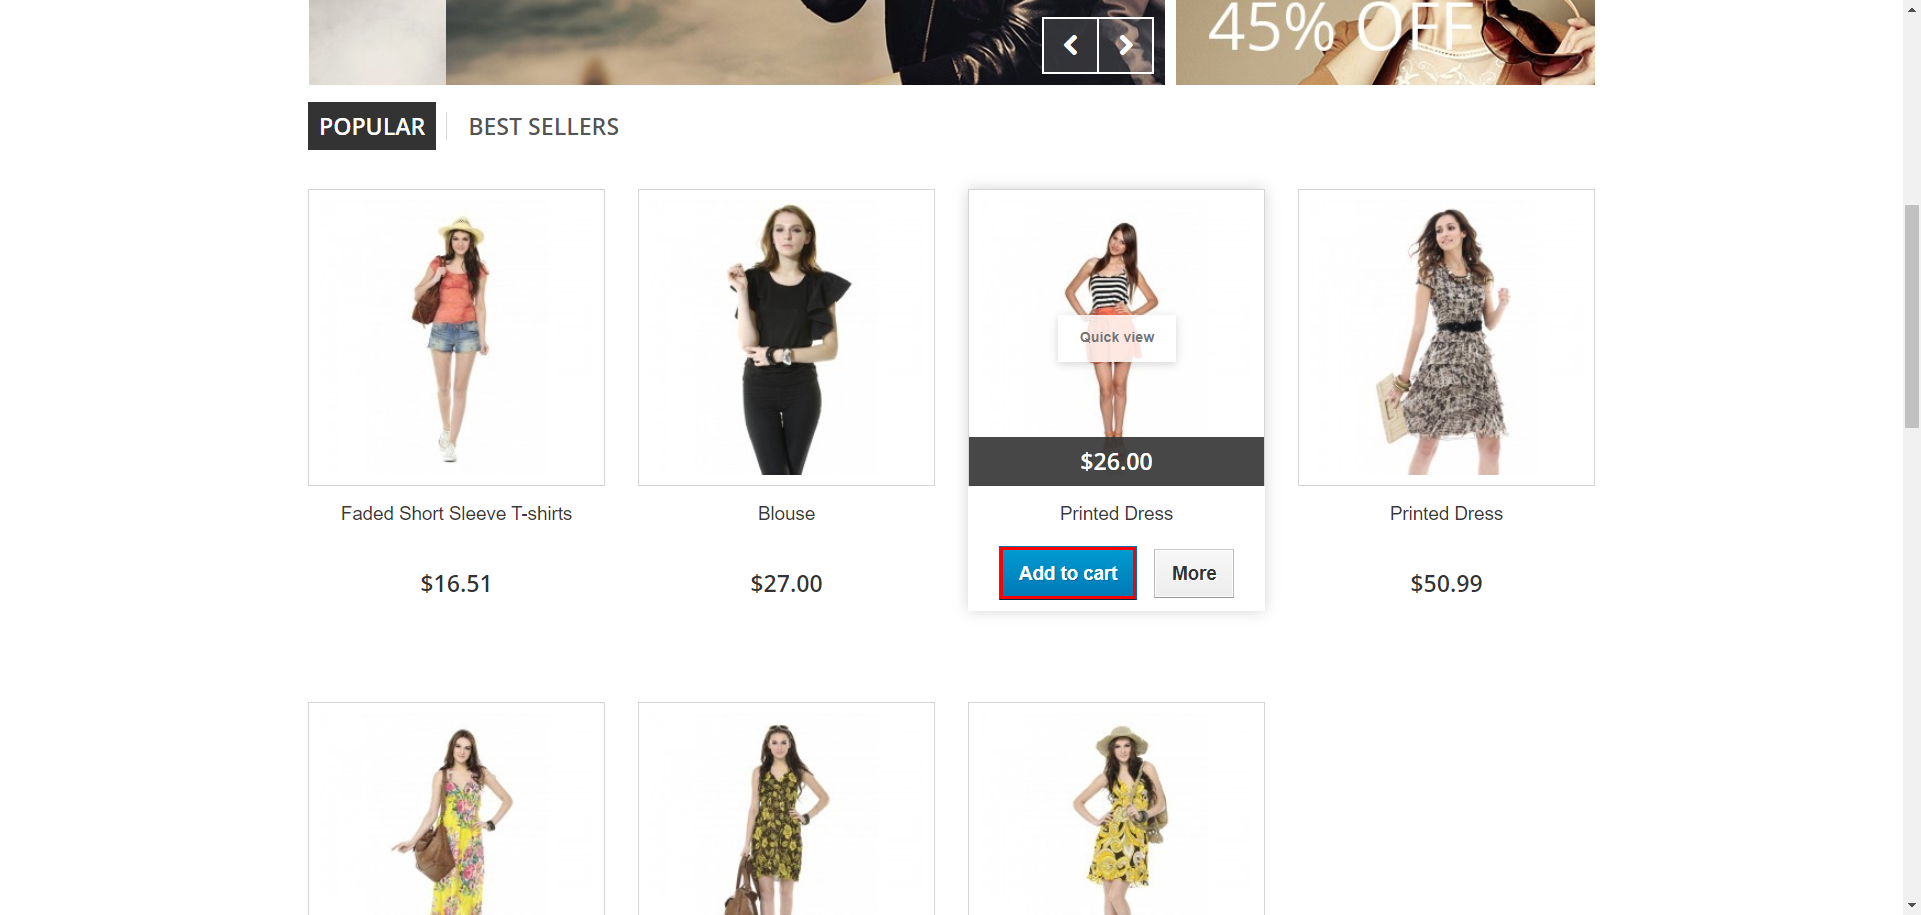 45% OFF
POPULAR
BEST SELLERS
Quick view
$26.00
Faded Short Sleeve T-shirts
Blouse
Printed Dress
Printed Dress
Add to cart
More
$16.51
$27.00
$50.99